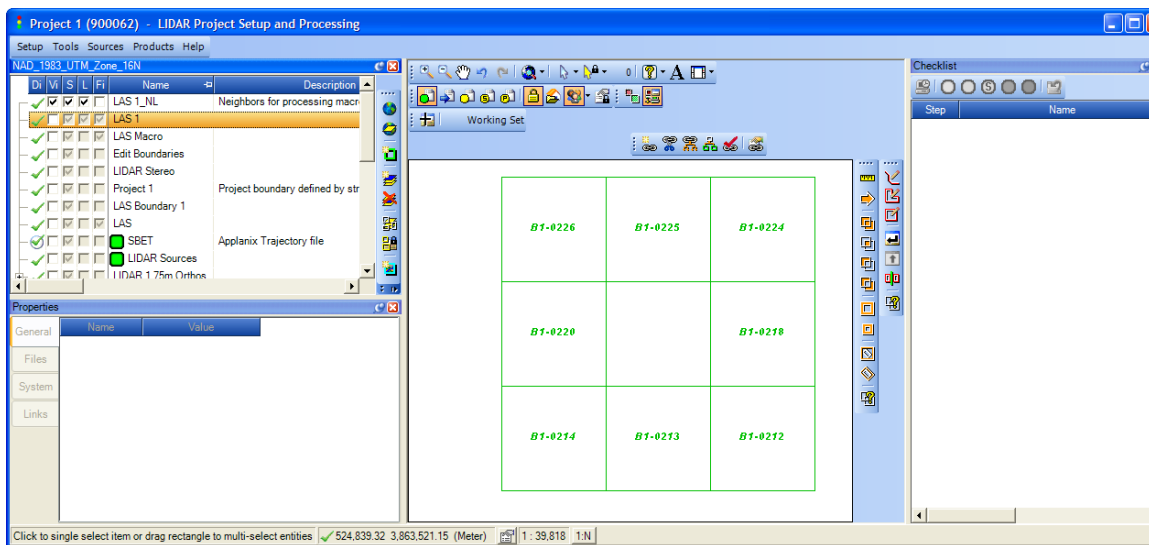 Project 1 (900062) - LIDAR Project Setup and Processing
Setup Tools Sources Products Help
NAD_1983_UTM_Zone_16N
Di Vi S L Fi Name Description
LAS 1_NL Neighbors for processing macr
LAS 1
LAS Macro
Edit Boundaries
LIDAR Stereo
Project 1 Project boundary defined by str
LAS Boundary 1
LAS
SBET Applanix Trajectory file
LIDAR Sources
LIDAR 1.75m Orthos
Properties
General
Files
System
Links
Name Value
0 A
Working Set
B1-0226 B1-0225 B1-0224
B1-0220 B1-0218
B1-0214 B1-0213 B1-0212
Checklist
S
Step Name
Click to single select item or drag rectangle to multi-select entities 524,839.32 3,863,521.15 (Meter) 1 : 39,818 1:N